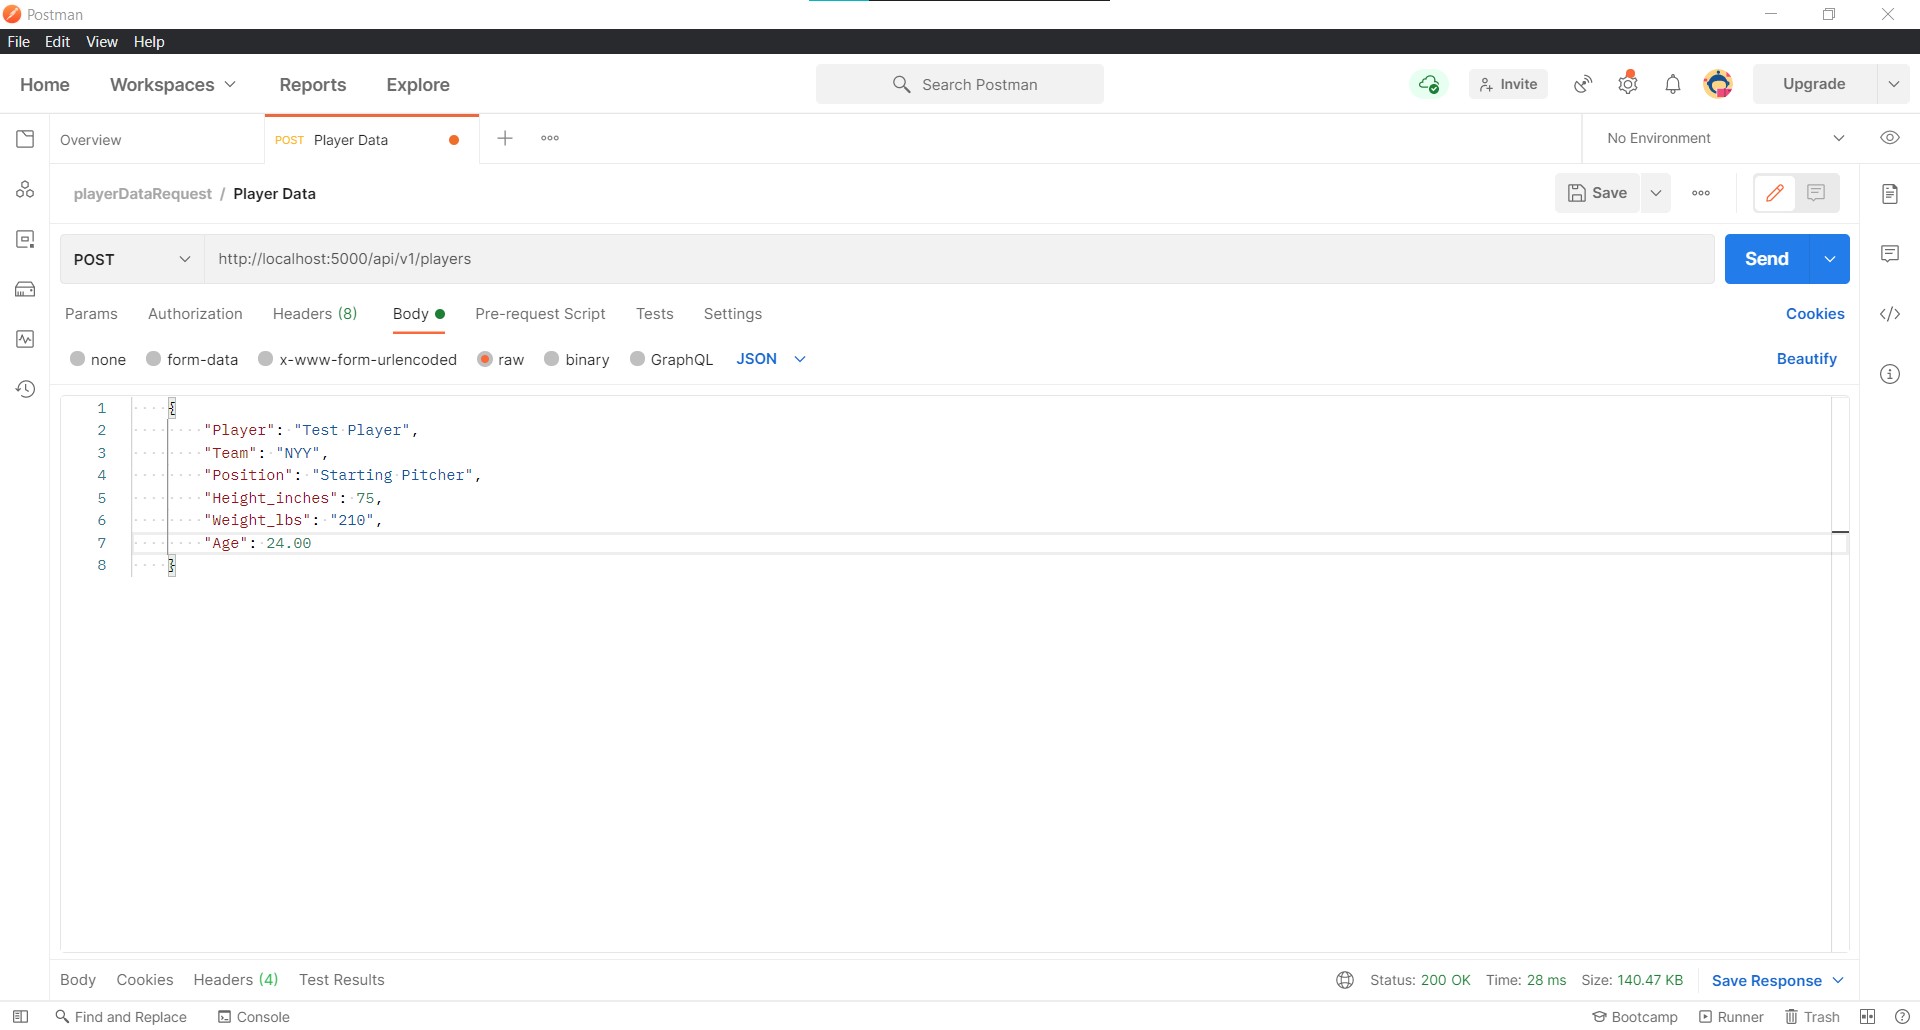 Postman
File Edit View Help
Home Workspaces Reports Explore Search Postman Invite Upgrade
Overview POST Player Data No Environment
playerDataRequest / Player Data Save
POST http://localhost:5000/api/v1/players Send
Params Authorization Headers (8) Body Pre-request Script Tests Settings Cookies
none form-data x-www-form-urlencoded raw binary GraphQL JSON Beautify
1 {
2 "Player": "Test Player",
3 "Team": "NYY",
4 "Position": "Starting Pitcher",
5 "Height_inches": 75,
6 "Weight_lbs": "210",
7 "Age": 24.00
8 }
Body Cookies Headers (4) Test Results Status: 200 OK Time: 28 ms Size: 140.47 KB Save Response
Find and Replace Console Bootcamp Runner Trash